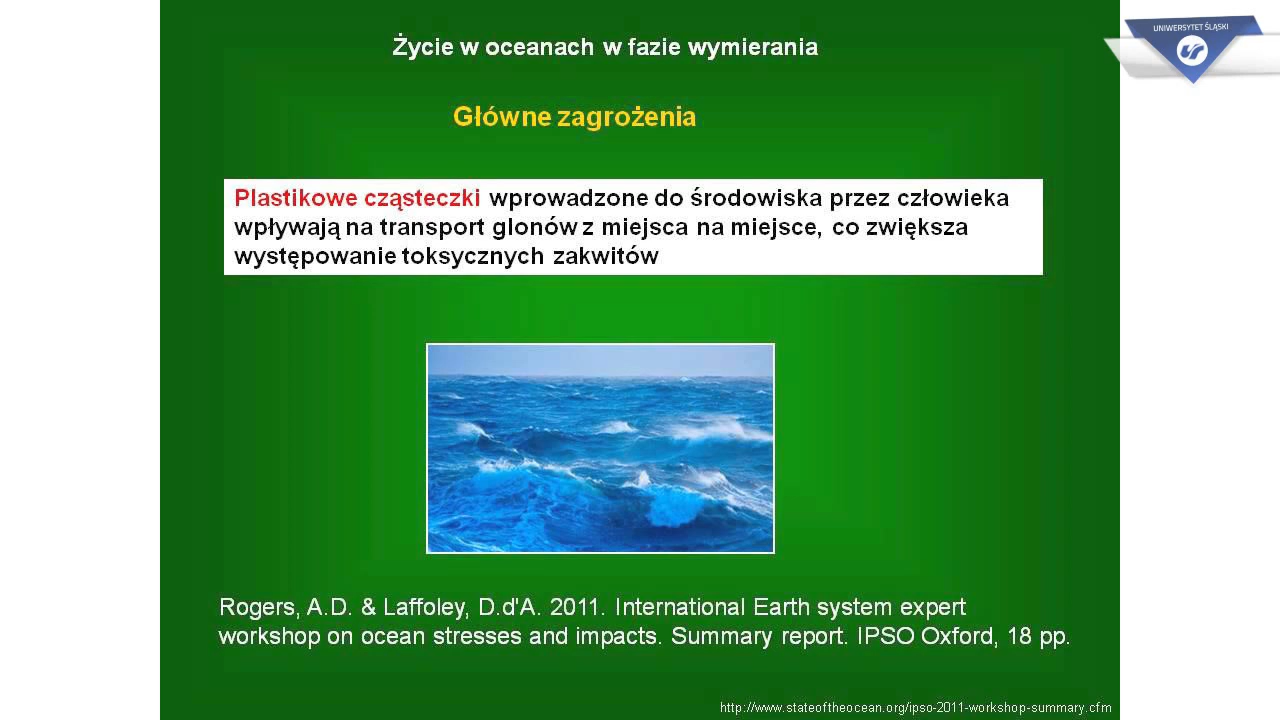 UNIWERSYTET ŚLĄSKI
Życie w oceanach w fazie wymierania
Główne zagrożenia
Plastikowe cząsteczki wprowadzone do środowiska przez człowieka
wpływają na transport glonów z miejsca na miejsce, co zwiększa
występowanie toksycznych zakwitów
Rogers, A.D. & Laffoley, D.d'A. 2011. International Earth system expert
workshop on ocean stresses and impacts. Summary report. IPSO Oxford, 18 pp.
http://www.stateoftheocean.org/ipso-2011-workshop-summary.cfm